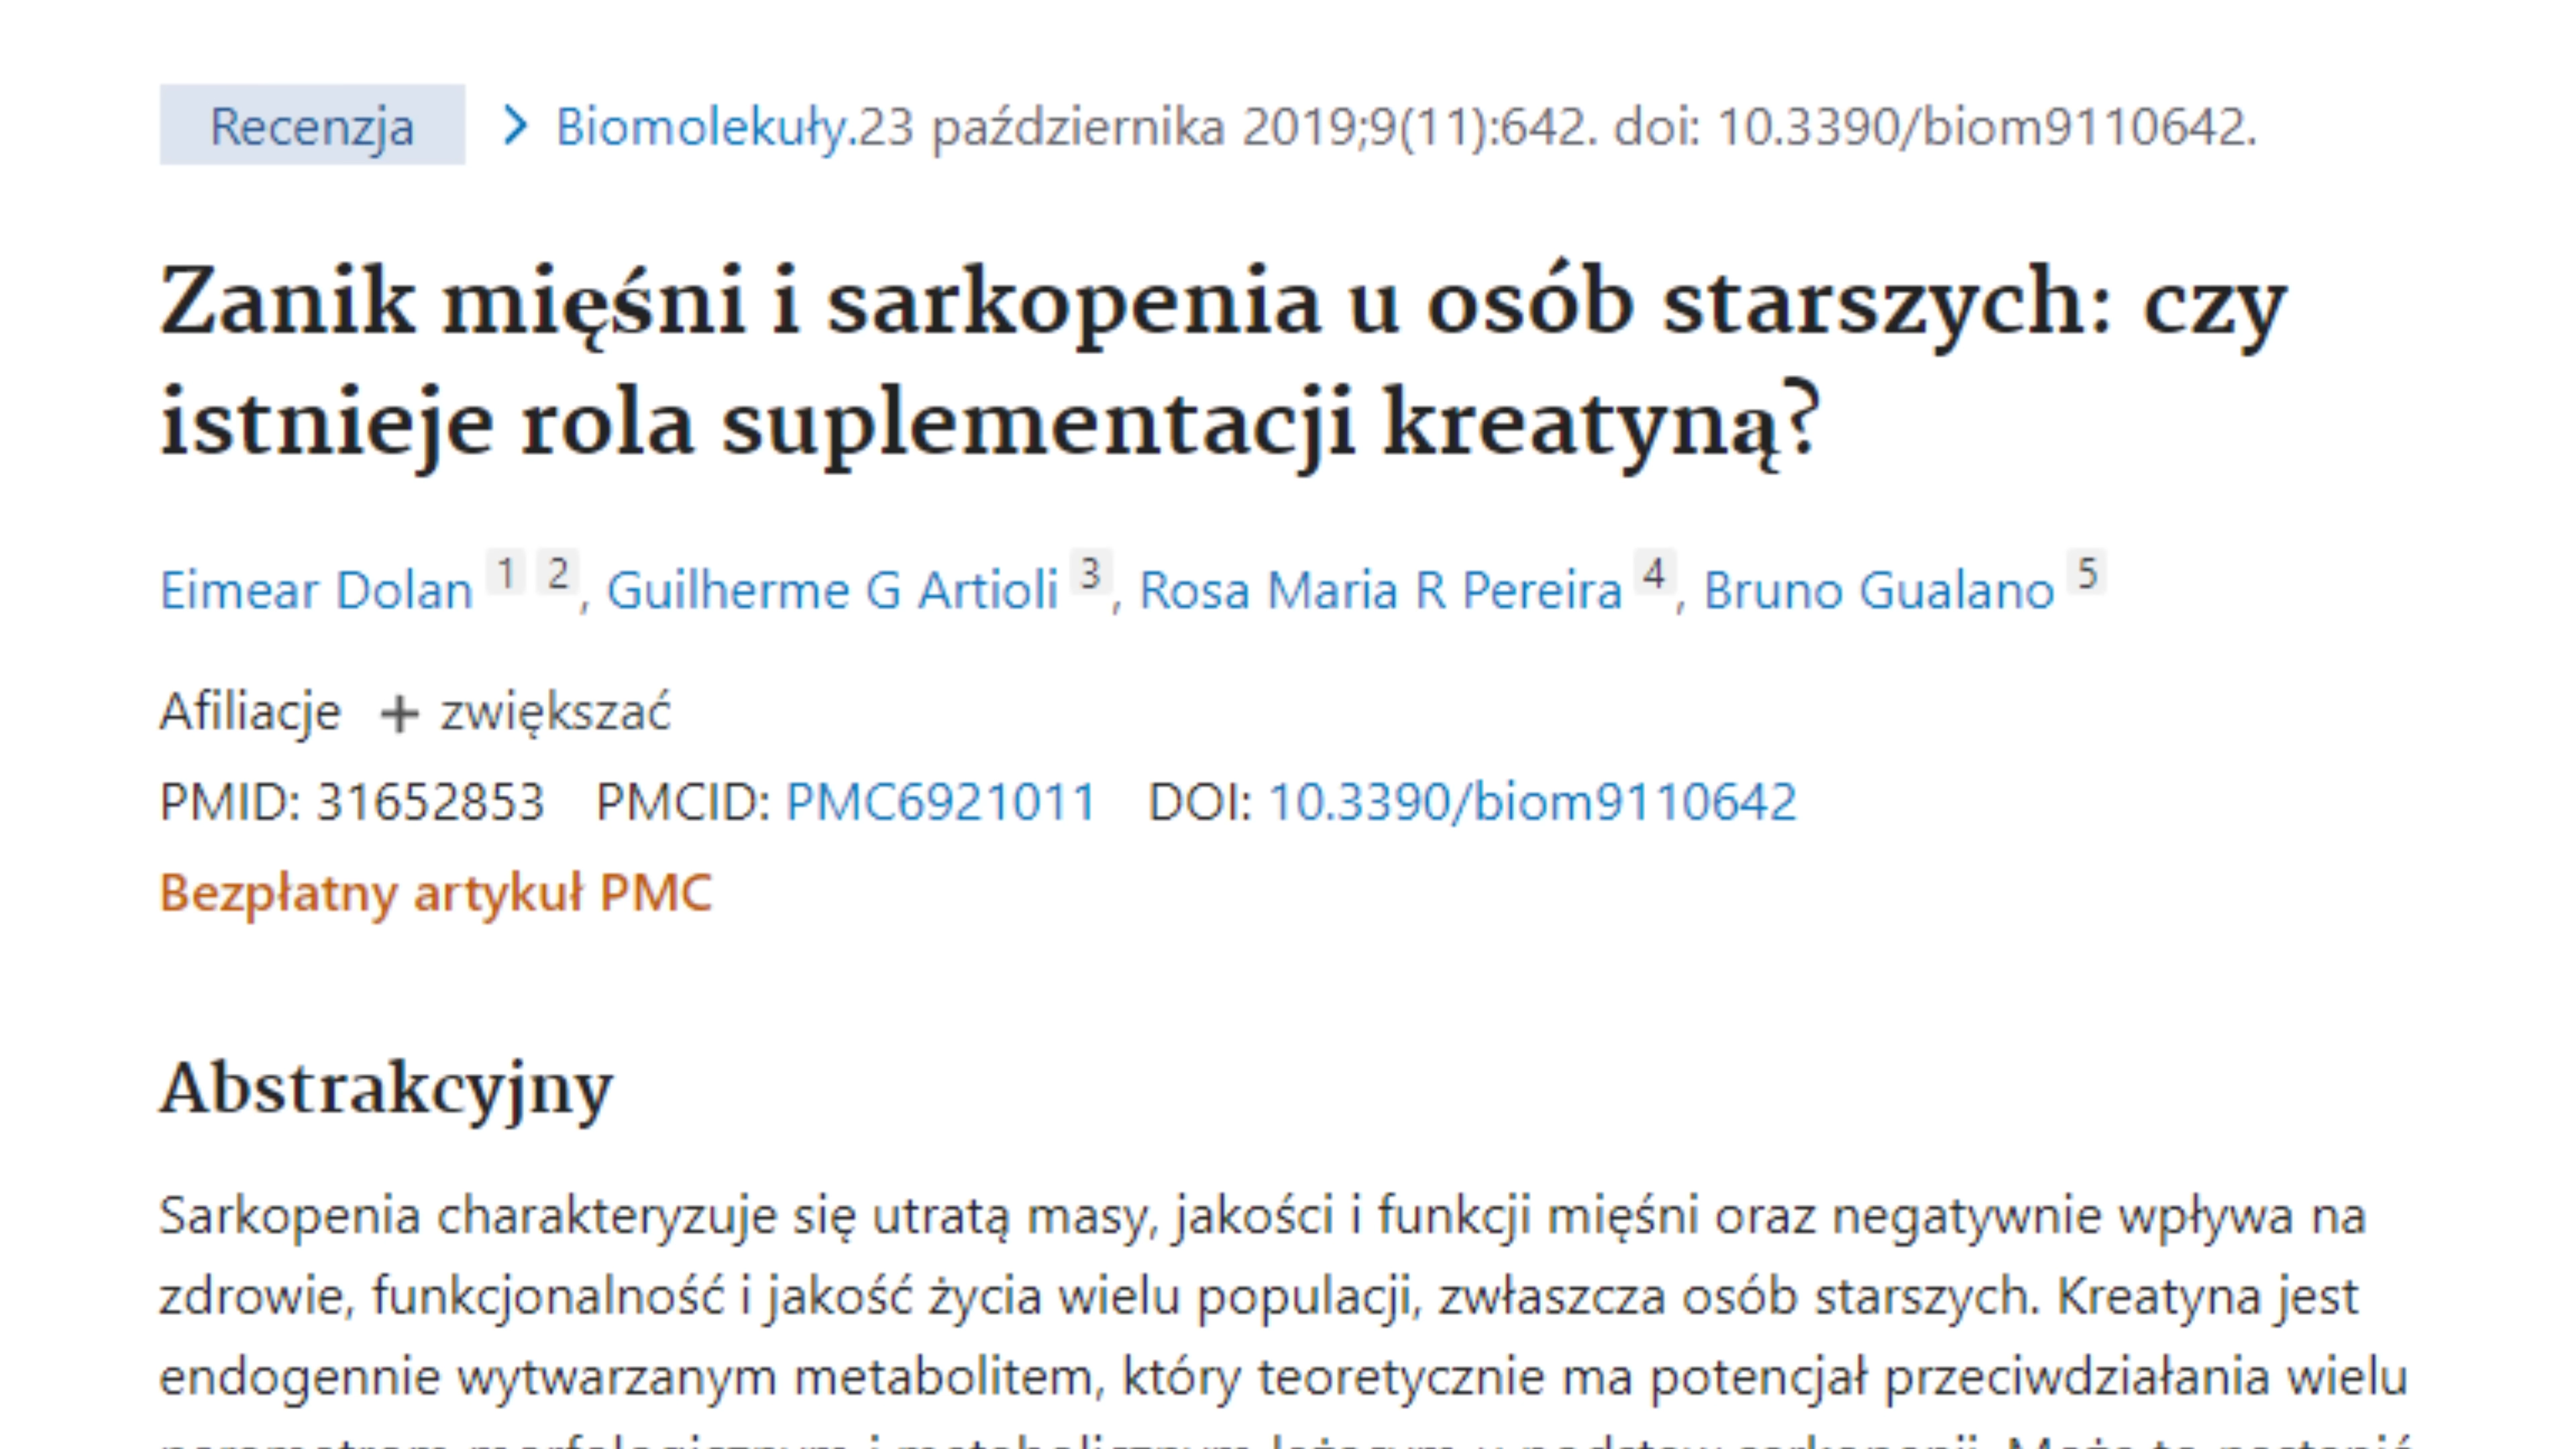 Recenzja > Biomolekuły.23 października 2019;9(11):642. doi: 10.3390/biom9110642.
Zanik mięśni i sarkopenia u osób starszych: czy
istnieje rola suplementacji kreatyną?
Eimear Dolan 1 2, Guilherme G Artioli 3, Rosa Maria R Pereira 4, Bruno Gualano 5
Afiliacje + zwiększać
PMID: 31652853 PMCID: PMC6921011 DOI: 10.3390/biom9110642
Bezpłatny artykuł PMC
Abstrakcyjny
Sarkopenia charakteryzuje się utratą masy, jakości i funkcji mięśni oraz negatywnie wpływa na
zdrowie, funkcjonalność i jakość życia wielu populacji, zwłaszcza osób starszych. Kreatyna jest
endogennie wytwarzanym metabolitem, który teoretycznie ma potencjał przeciwdziałania wielu